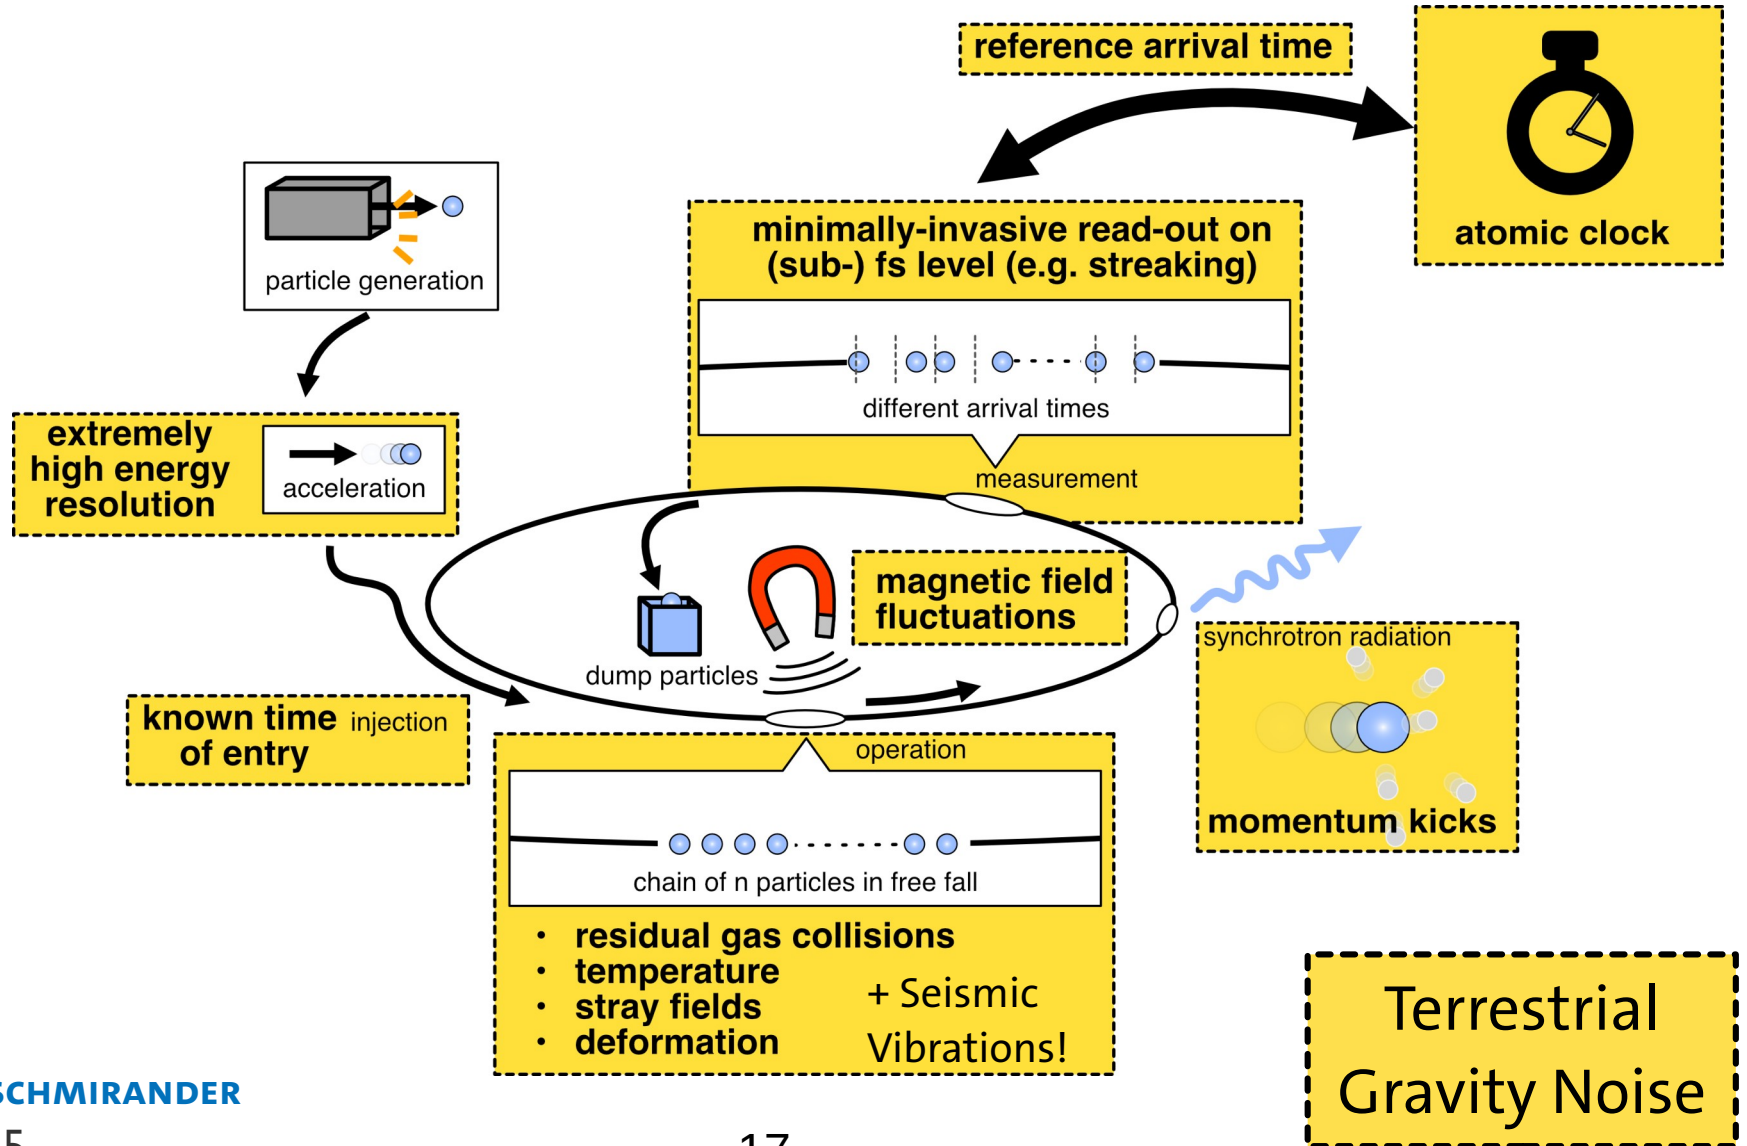 reference arrival time
atomic clock
particle generation
minimally-invasive read-out on
(sub-) fs level (e.g. streaking)
different arrival times
measurement
extremely
high energy
resolution
acceleration
magnetic field
fluctuations
dump particles
synchrotron radiation
momentum kicks
known time
of entry
injection
operation
chain of n particles in free fall
• residual gas collisions
• temperature
• stray fields
• deformation
+ Seismic
Vibrations!
Terrestrial
Gravity Noise
SCHMIRANDER